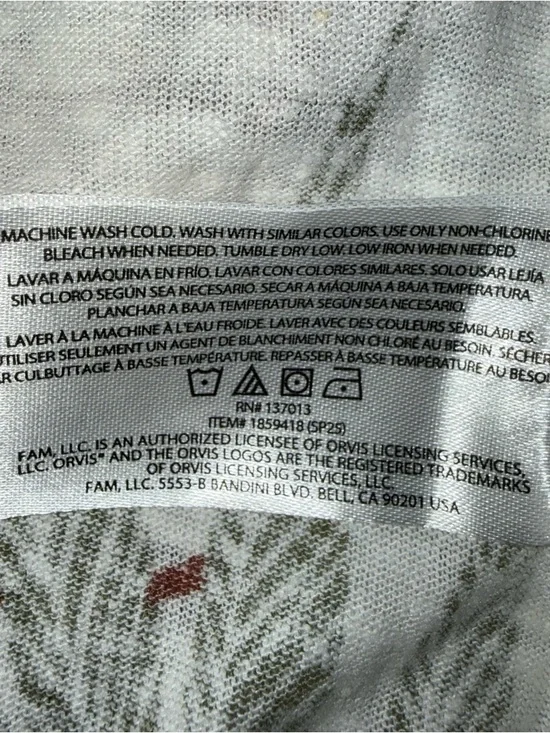 MACHINE WASH COLD. WASH WITH SIMILAR COLORS. USE ONLY NON-CHLORINE
BLEACH WHEN NEEDED. TUMBLE DRY LOW. LOW IRON WHEN NEEDED.
LAVAR A MÁQUINA EN FRÍO. LAVAR CON COLORES SIMILARES. SOLO USAR LEJÍA
SIN CLORO SEGÚN SEA NECESARIO. SECAR A MÁQUINA A BAJA TEMPERATURA
PLANCHAR A BAJA TEMPERATURA SEGÚN SEA NECESARIO.
LAVER À LA MACHINE À L'EAU FROIDE. LAVER AVEC DES COULEURS SEMBLABLES.
UTILISER SEULEMENT UN AGENT DE BLANCHIMENT NON CHLORÉ AU BESOIN. SÉCHER
R CULBUTTAGE À BASSE TEMPÉRATURE. REPASSER À BASSE TEMPÉRATURE AU BESOI
RN# 137013
ITEM# 1859418 (SP25)
FAM, LLC. IS AN AUTHORIZED LICENSEE OF ORVIS LICENSING SERVICES,
LLC. ORVIS® AND THE ORVIS LOGOS ARE THE REGISTERED TRADEMARKS
OF ORVIS LICENSING SERVICES, LLC.
FAM, LLC. 5553-B BANDINI BLVD. BELL, CA 90201 USA